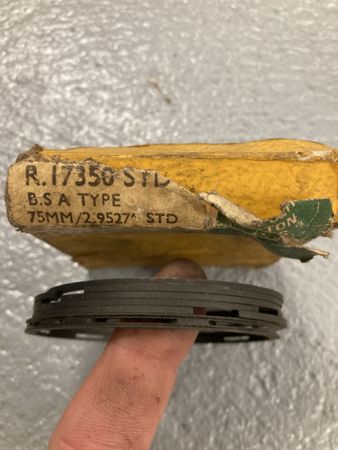 R.17350 STD
B.S A TYPE
75MM/2.9527" STD